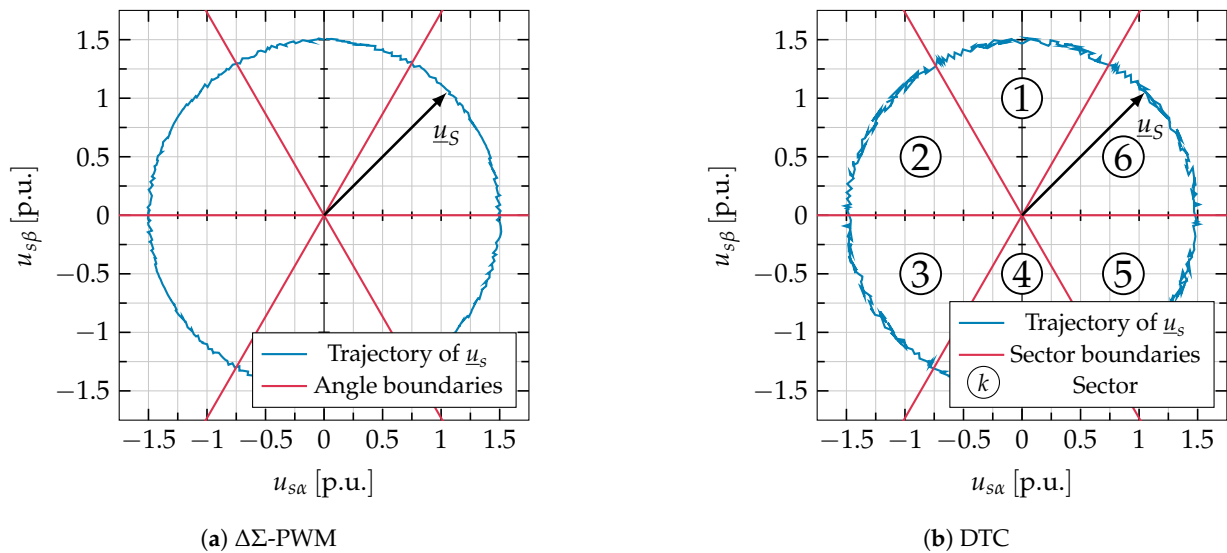 1.5
1
0.5
0
−0.5
−1
−1.5
u_sβ [p.u.]
u_S
Trajectory of u_s
Angle boundaries
−1.5 −1 −0.5 0 0.5 1 1.5
u_sα [p.u.]
(a) ΔΣ-PWM
1.5
1
0.5
0
−0.5
−1
−1.5
u_sβ [p.u.]
1
u_S
2
6
3
4
5
Trajectory of u_s
Sector boundaries
k Sector
−1.5 −1 −0.5 0 0.5 1 1.5
u_sα [p.u.]
(b) DTC